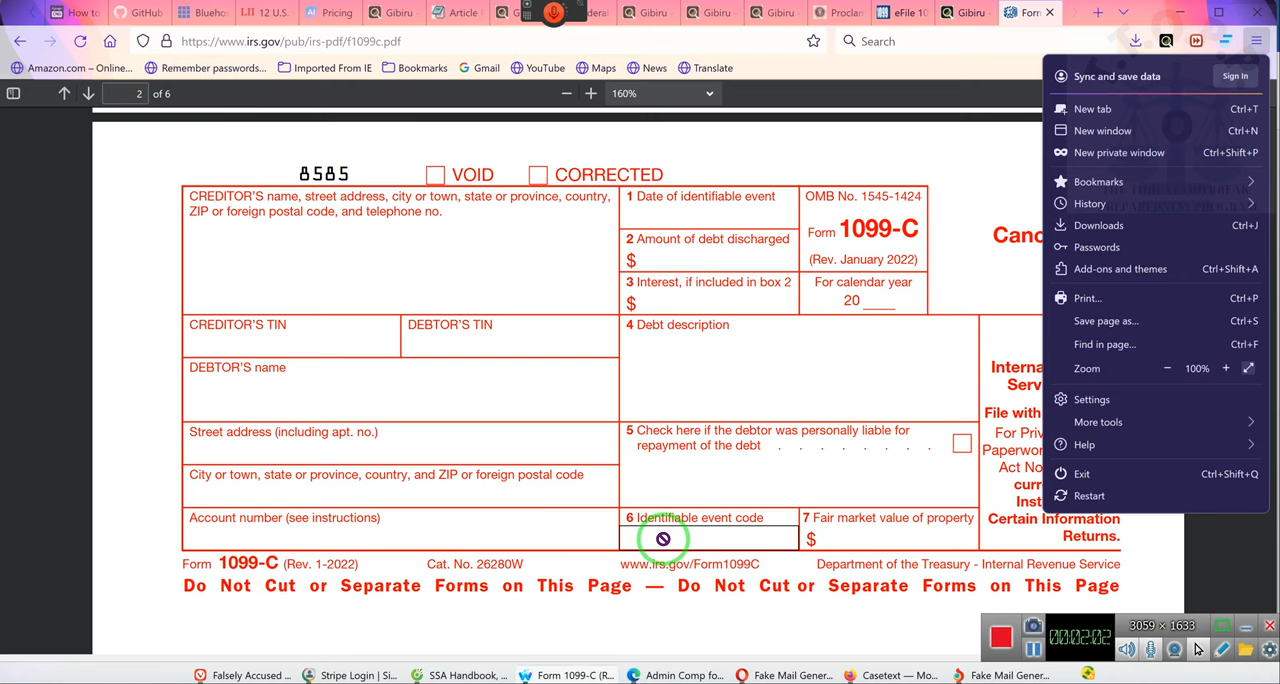 How to
GitHub
Blueho
12 U.S.
Pricing
Gibiru -
Article
G
deral
Gibiru -
Gibiru -
Gibiru -
Proclan
eFile 10
Gibiru -
Form
https://www.irs.gov/pub/irs-pdf/f1099c.pdf
Search
Amazon.com – Online...
Remember passwords...
Imported From IE
Bookmarks
Gmail
YouTube
Maps
News
Translate
2 of 6
160%
8585
VOID
CORRECTED
CREDITOR'S name, street address, city or town, state or province, country,
ZIP or foreign postal code, and telephone no.
1 Date of identifiable event
2 Amount of debt discharged
$
3 Interest, if included in box 2
$
OMB No. 1545-1424
Form 1099-C
(Rev. January 2022)
For calendar year
20
Canc
CREDITOR'S TIN
DEBTOR'S TIN
4 Debt description
DEBTOR'S name
Street address (including apt. no.)
5 Check here if the debtor was personally liable for
repayment of the debt . . . . . . .
City or town, state or province, country, and ZIP or foreign postal code
Account number (see instructions)
6 Identifiable event code
7 Fair market value of property
$
Interna
Serv
File with
For Priv
Paperwo
Act No
curr
Inst
Certain Information
Returns.
Form 1099-C (Rev. 1-2022)
Cat. No. 26280W
www.irs.gov/Form1099C
Department of the Treasury - Internal Revenue Service
Do Not Cut or Separate Forms on This Page — Do Not Cut or Separate Forms on This Page
Sync and save data
Sign In
New tab Ctrl+T
New window Ctrl+N
New private window Ctrl+Shift+P
Bookmarks
History
Downloads Ctrl+J
Passwords
Add-ons and themes Ctrl+Shift+A
Print... Ctrl+P
Save page as... Ctrl+S
Find in page... Ctrl+F
Zoom − 100% +
Settings
More tools
Help
Exit Ctrl+Shift+Q
Restart
00:02:02
3059 × 1633
Falsely Accused ...
Stripe Login | Si...
SSA Handbook, ...
Form 1099-C (R...
Admin Comp fo...
Fake Mail Gener...
Casetext — Mo...
Fake Mail Gener...